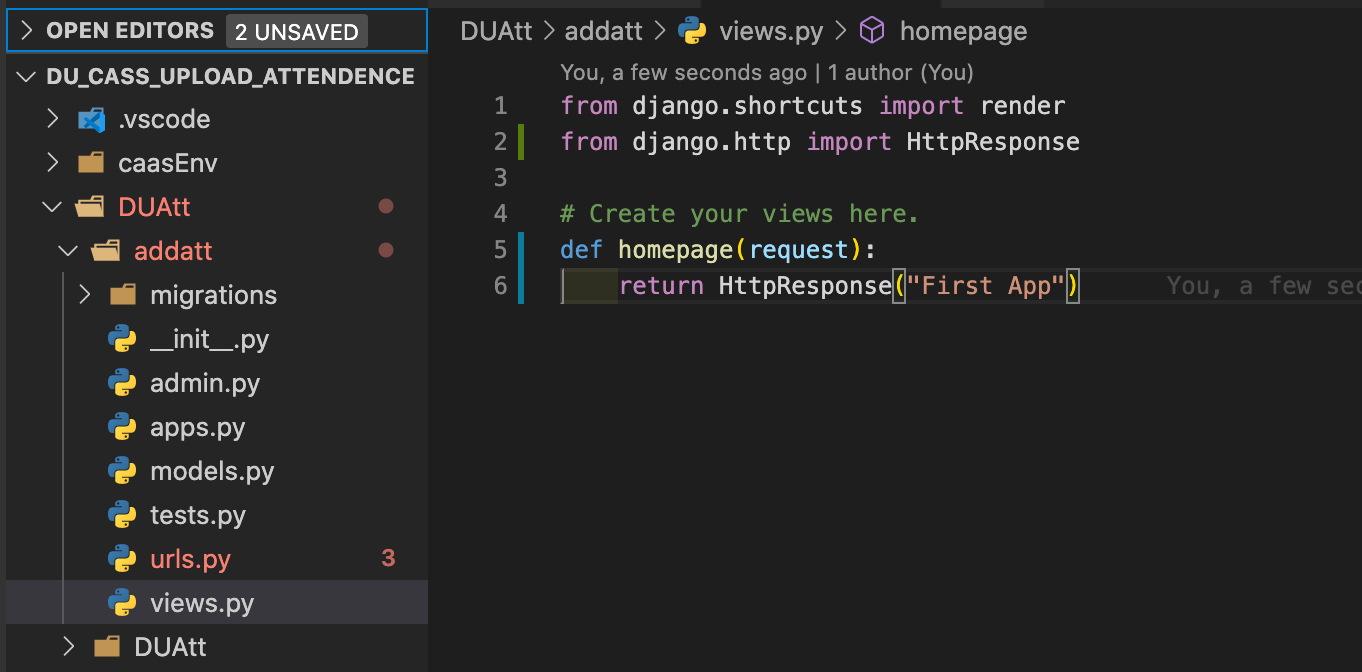 OPEN EDITORS 2 UNSAVED
DU_CASS_UPLOAD_ATTENDENCE
.vscode
caasEnv
DUAtt
addatt
migrations
__init__.py
admin.py
apps.py
models.py
tests.py
urls.py 3
views.py
DUAtt
DUAtt > addatt > views.py > homepage
You, a few seconds ago | 1 author (You)
1 from django.shortcuts import render
2 from django.http import HttpResponse
3
4 # Create your views here.
5 def homepage(request):
6 return HttpResponse("First App") You, a few sec